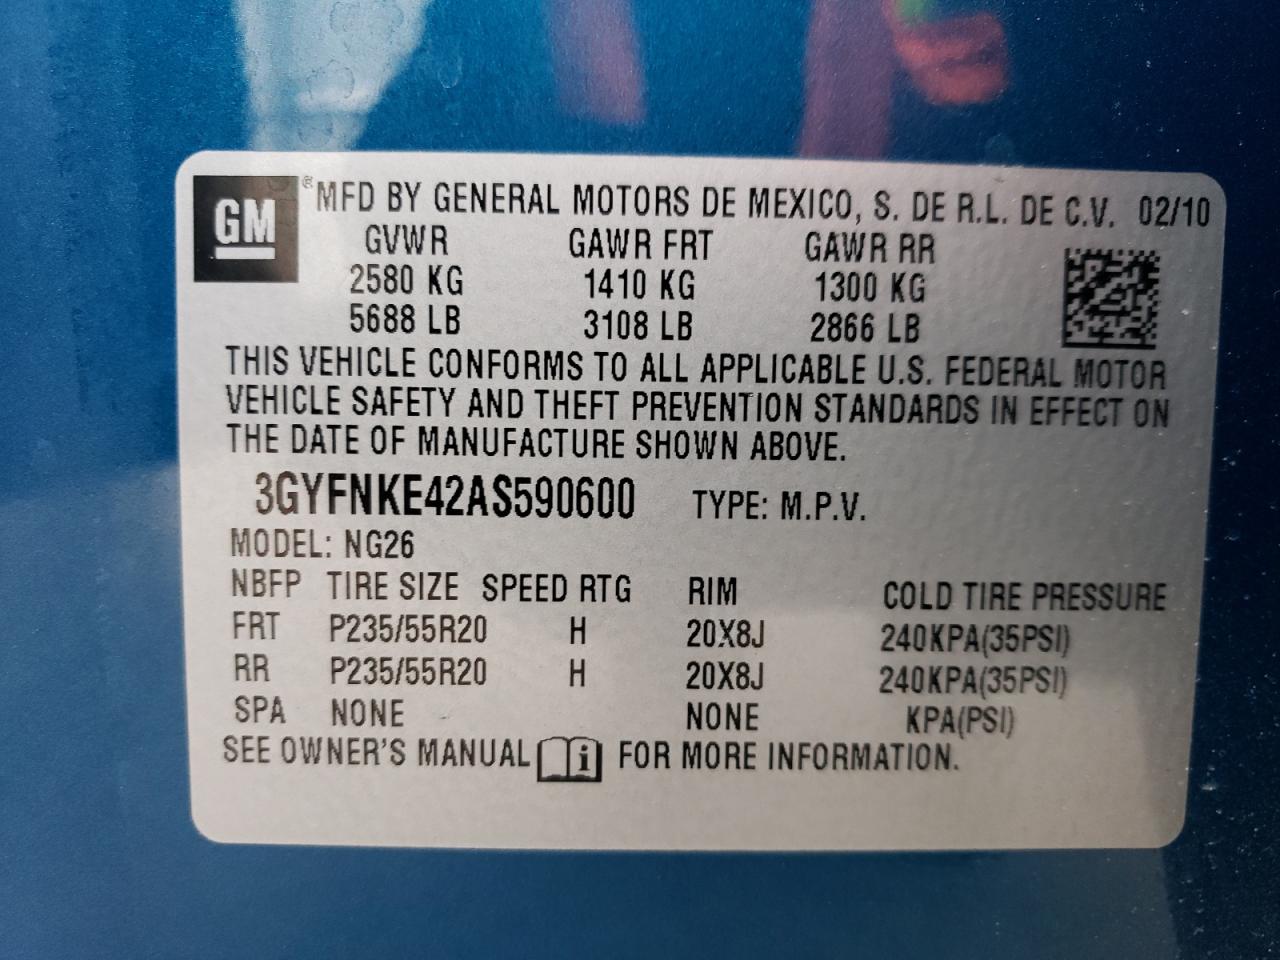 GM ® MFD BY GENERAL MOTORS DE MEXICO, S. DE R.L. DE C.V. 02/10
GVWR GAWR FRT GAWR RR
2580 KG 1410 KG 1300 KG
5688 LB 3108 LB 2866 LB
THIS VEHICLE CONFORMS TO ALL APPLICABLE U.S. FEDERAL MOTOR
VEHICLE SAFETY AND THEFT PREVENTION STANDARDS IN EFFECT ON
THE DATE OF MANUFACTURE SHOWN ABOVE.
3GYFNKE42AS590600 TYPE: M.P.V.
MODEL: NG26
NBFP TIRE SIZE SPEED RTG RIM COLD TIRE PRESSURE
FRT P235/55R20 H 20X8J 240KPA(35PSI)
RR P235/55R20 H 20X8J 240KPA(35PSI)
SPA NONE NONE KPA(PSI)
SEE OWNER'S MANUAL i FOR MORE INFORMATION.